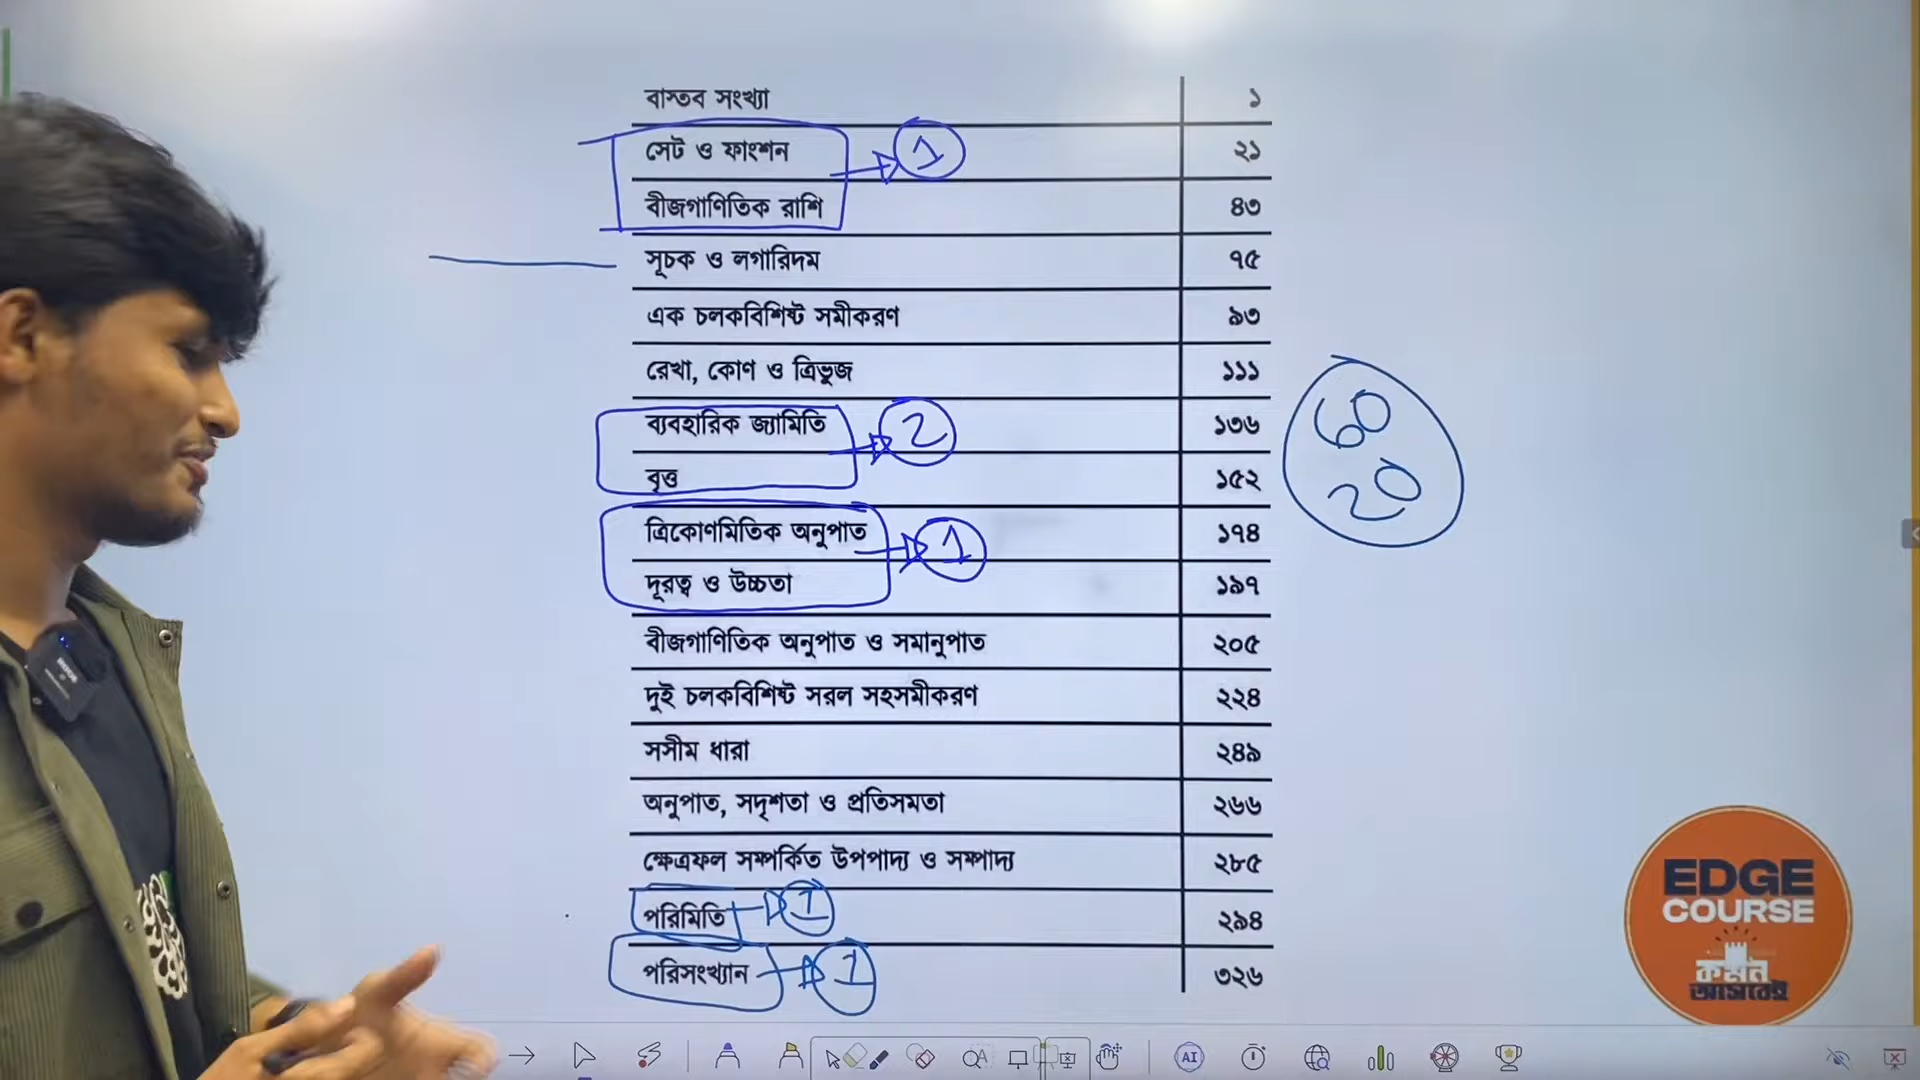 বাস্তব সংখ্যা ১
সেট ও ফাংশন ২১
1
বীজগাণিতিক রাশি ৪৩
সূচক ও লগারিদম ৭৫
এক চলকবিশিষ্ট সমীকরণ ৯৩
রেখা, কোণ ও ত্রিভুজ ১১১
ব্যবহারিক জ্যামিতি ১৩৬
2
60
বৃত্ত ১৫২
20
ত্রিকোণমিতিক অনুপাত ১৭৪
1
দূরত্ব ও উচ্চতা ১৯৭
বীজগাণিতিক অনুপাত ও সমানুপাত ২০৫
দুই চলকবিশিষ্ট সরল সহসমীকরণ ২২৪
সসীম ধারা ২৪৯
অনুপাত, সদৃশতা ও প্রতিসমতা ২৬৬
ক্ষেত্রফল সম্পর্কিত উপপাদ্য ও সম্পাদ্য ২৮৫
পরিমিতি ২৯৪
1
পরিসংখ্যান ৩২৬
1
EDGE
COURSE
কমন
আসবেই
AI